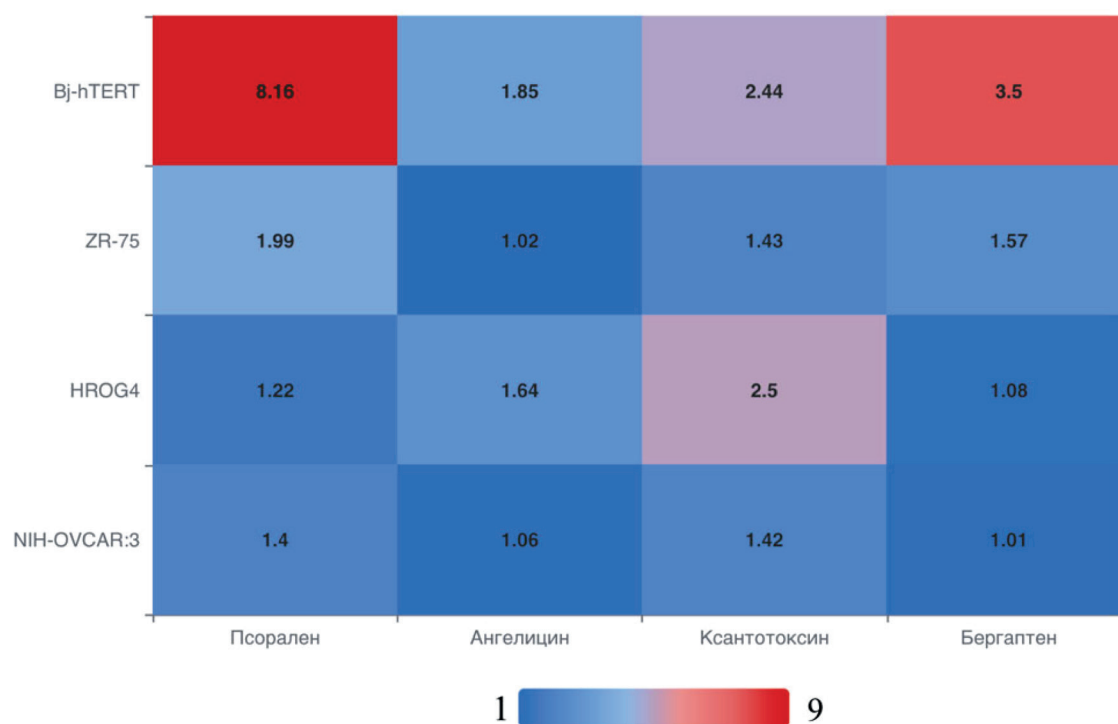 Bj-hTERT 8.16 1.85 2.44 3.5
ZR-75 1.99 1.02 1.43 1.57
HROG4 1.22 1.64 2.5 1.08
NIH-OVCAR:3 1.4 1.06 1.42 1.01
Псорален Ангелицин Ксантотоксин Бергаптен
1 9